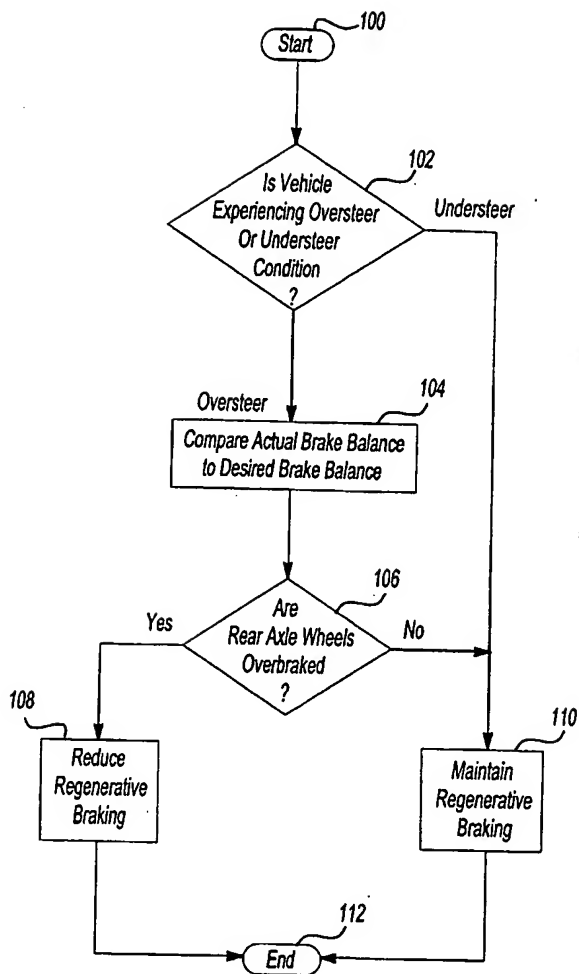 100
Start
102
Is Vehicle
Experiencing Oversteer
Or Understeer
Condition
?
Understeer
Oversteer
104
Compare Actual Brake Balance
to Desired Brake Balance
106
Are
Rear Axle Wheels
Overbraked
?
Yes
No
108
Reduce
Regenerative
Braking
110
Maintain
Regenerative
Braking
112
End